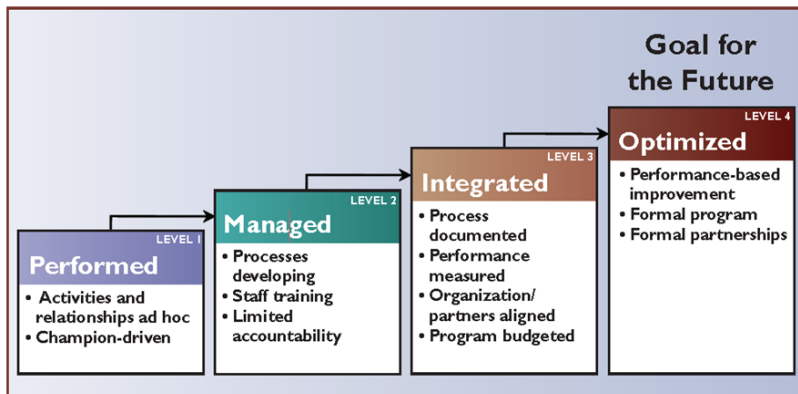 Goal for
the Future
LEVEL 1
Performed
• Activities and
relationships ad hoc
• Champion-driven
LEVEL 2
Managed
• Processes
developing
• Staff training
• Limited
accountability
LEVEL 3
Integrated
• Process
documented
• Performance
measured
• Organization/
partners aligned
• Program budgeted
LEVEL 4
Optimized
• Performance-based
improvement
• Formal program
• Formal partnerships